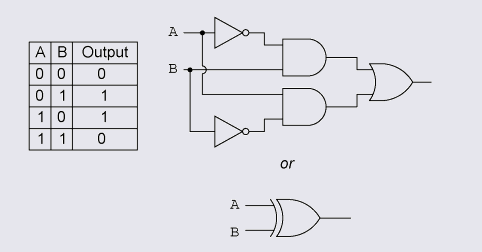 A
B
A B Output
0 0 0
0 1 1
1 0 1
1 1 0
or
A
B